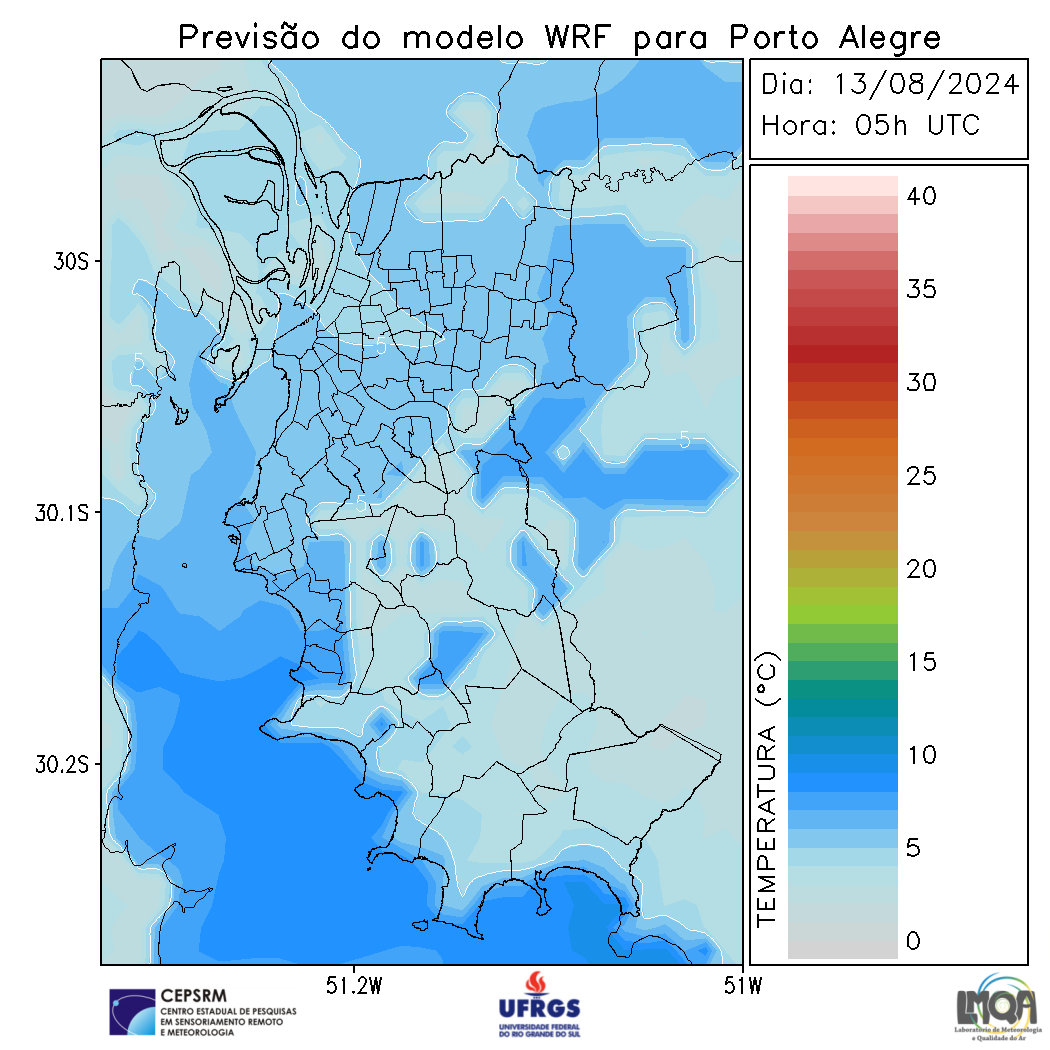 Previsão do modelo WRF para Porto Alegre
Dia: 13/08/2024
Hora: 05h UTC
30S
30.1S
30.2S
51.2W
51W
5
5
5
5
TEMPERATURA (°C)
40
35
30
25
20
15
10
5
0
CEPSRM
CENTRO ESTADUAL DE PESQUISAS
EM SENSORIAMENTO REMOTO
E METEOROLOGIA
UFRGS
UNIVERSIDADE FEDERAL
DO RIO GRANDE DO SUL
LMQA
Laboratório de Meteorologia
e Qualidade do Ar